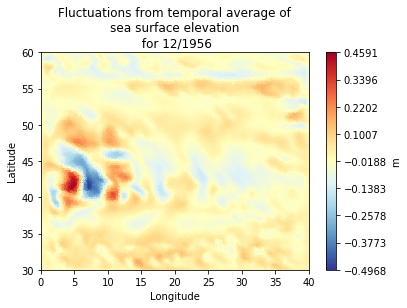 Fluctuations from temporal average of
sea surface elevation
for 12/1956
60
55
50
45
40
35
30
Latitude
0 5 10 15 20 25 30 35 40
Longitude
0.4591
0.3396
0.2202
0.1007
−0.0188
−0.1383
−0.2578
−0.3773
−0.4968
m